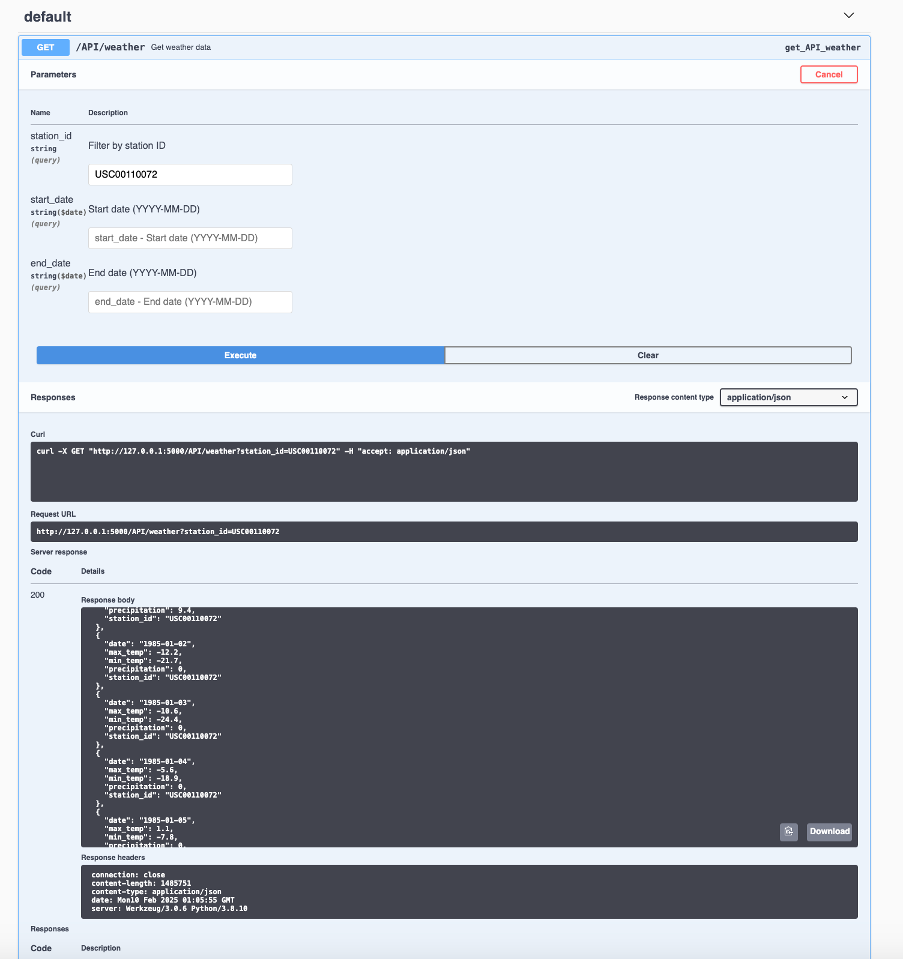 default
GET /API/weather Get weather data get_API_weather
Parameters Cancel
Name Description
station_id
string
(query)
Filter by station ID
USC00110072
start_date
string($date)
(query)
Start date (YYYY-MM-DD)
start_date - Start date (YYYY-MM-DD)
end_date
string($date)
(query)
End date (YYYY-MM-DD)
end_date - End date (YYYY-MM-DD)
Execute Clear
Responses Response content type application/json
Curl
curl -X GET "http://127.0.0.1:5000/API/weather?station_id=USC00110072" -H "accept: application/json"
Request URL
http://127.0.0.1:5000/API/weather?station_id=USC00110072
Server response
Code Details
200
Response body
"precipitation": 9.4,
"station_id": "USC00110072"
},
{
"date": "1985-01-02",
"max_temp": -12.2,
"min_temp": -21.7,
"precipitation": 0,
"station_id": "USC00110072"
},
{
"date": "1985-01-03",
"max_temp": -10.6,
"min_temp": -24.4,
"precipitation": 0,
"station_id": "USC00110072"
},
{
"date": "1985-01-04",
"max_temp": -5.6,
"min_temp": -18.9,
"precipitation": 0,
"station_id": "USC00110072"
},
{
"date": "1985-01-05",
"max_temp": 1.1,
"min_temp": -7.8,
"precipitation": 0,
Download
Response headers
connection: close
content-length: 1485751
content-type: application/json
date: Mon10 Feb 2025 01:05:55 GMT
server: Werkzeug/3.0.6 Python/3.8.10
Responses
Code Description